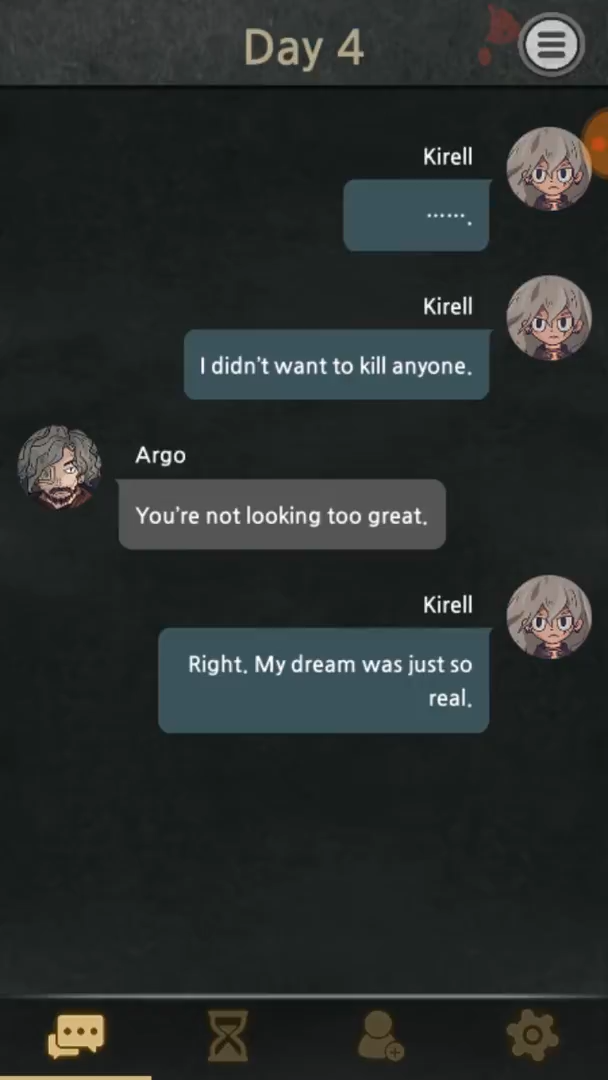 Day 4
Kirell
…….
Kirell
I didn't want to kill anyone.
Argo
You're not looking too great.
Kirell
Right. My dream was just so
real.